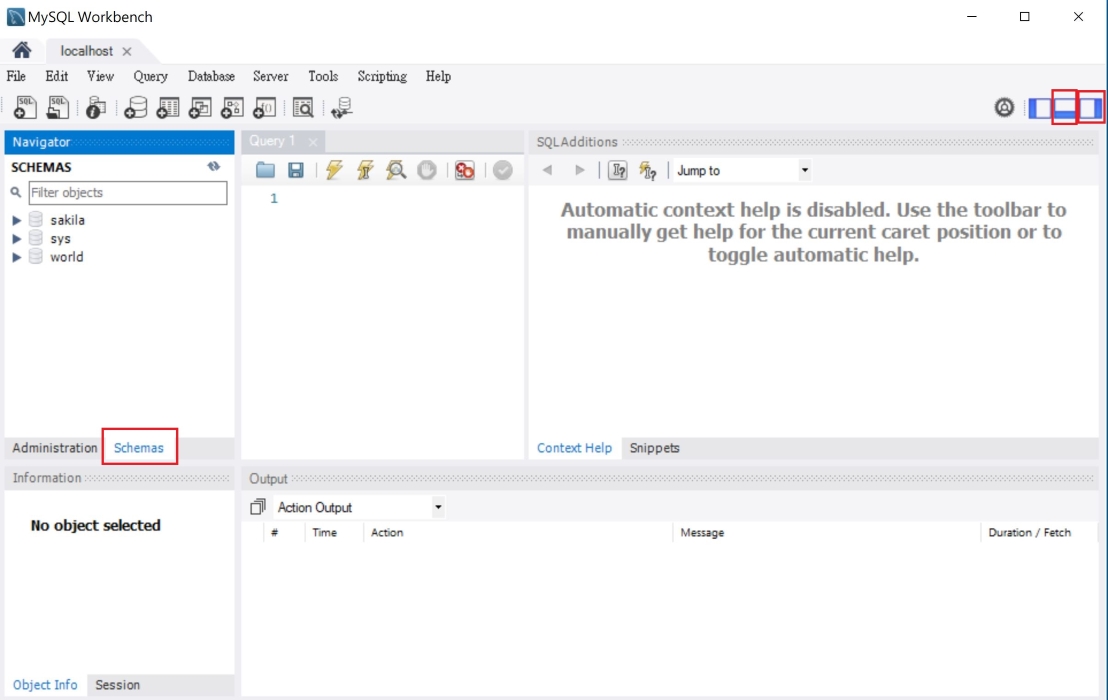 MySQL Workbench
localhost
File Edit View Query Database Server Tools Scripting Help
Navigator
SCHEMAS
Filter objects
sakila
sys
world
Administration Schemas
Query 1
1
SQLAdditions
Jump to
Automatic context help is disabled. Use the toolbar to
manually get help for the current caret position or to
toggle automatic help.
Context Help Snippets
Information
No object selected
Object Info Session
Output
Action Output
# Time Action Message Duration / Fetch